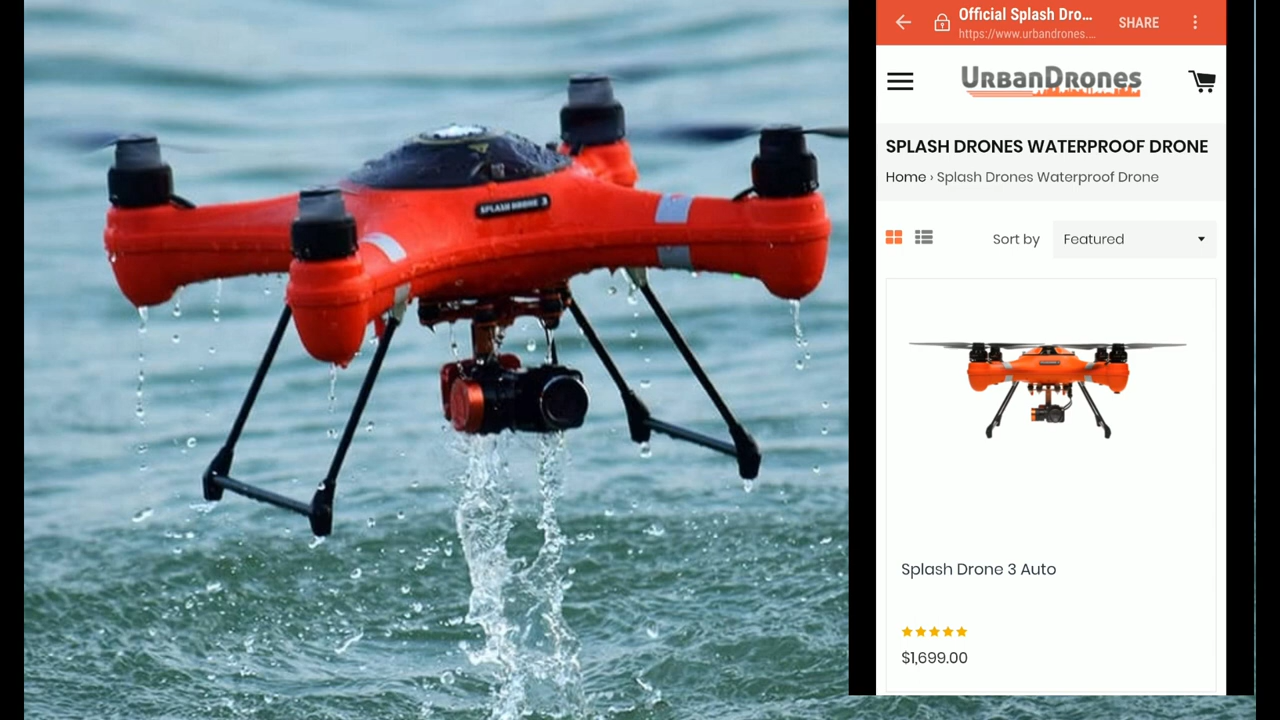 SPLASH DRONE 3
Official Splash Dro...
https://www.urbandrones....
SHARE
URBANDRONES
SPLASH DRONES WATERPROOF DRONE
Home › Splash Drones Waterproof Drone
Sort by
Featured
Splash Drone 3 Auto
$1,699.00